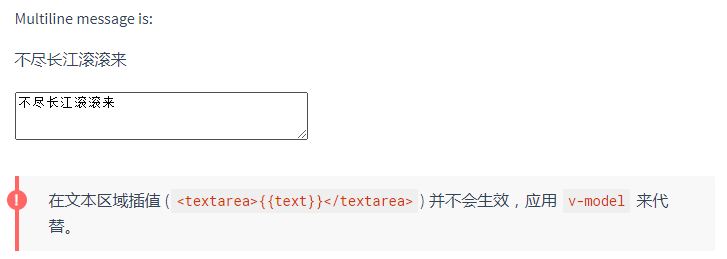 Multiline message is:
不尽长江滚滚来
不尽长江滚滚来
在文本区域插值 (<textarea>{{text}}</textarea>) 并不会生效，应用 v-model 来代
替。